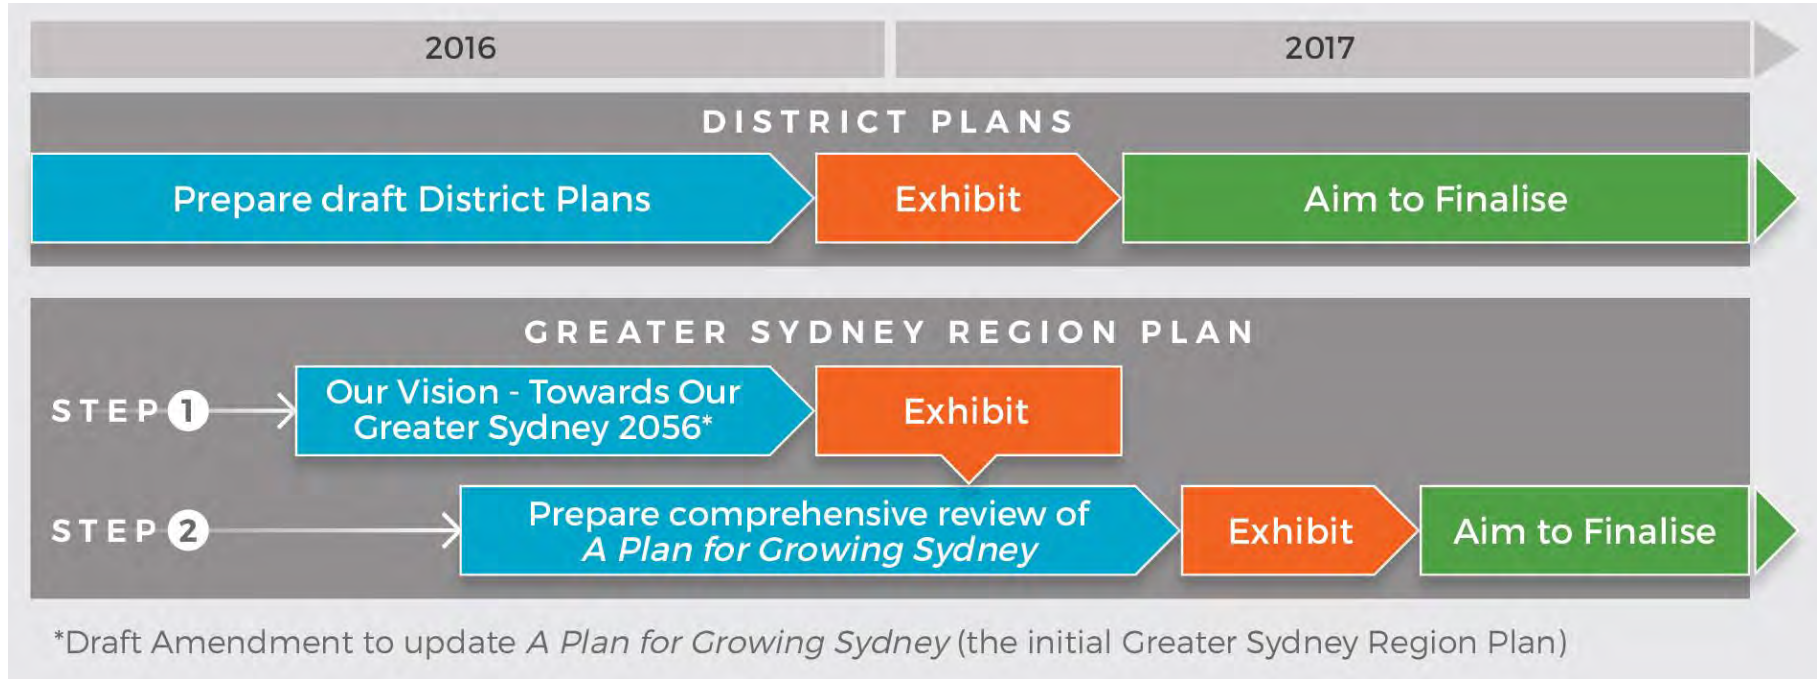 2016
2017
DISTRICT PLANS
Prepare draft District Plans
Exhibit
Aim to Finalise
GREATER SYDNEY REGION PLAN
STEP 1
Our Vision - Towards Our
Greater Sydney 2056*
Exhibit
STEP 2
Prepare comprehensive review of
A Plan for Growing Sydney
Exhibit
Aim to Finalise
*Draft Amendment to update A Plan for Growing Sydney (the initial Greater Sydney Region Plan)